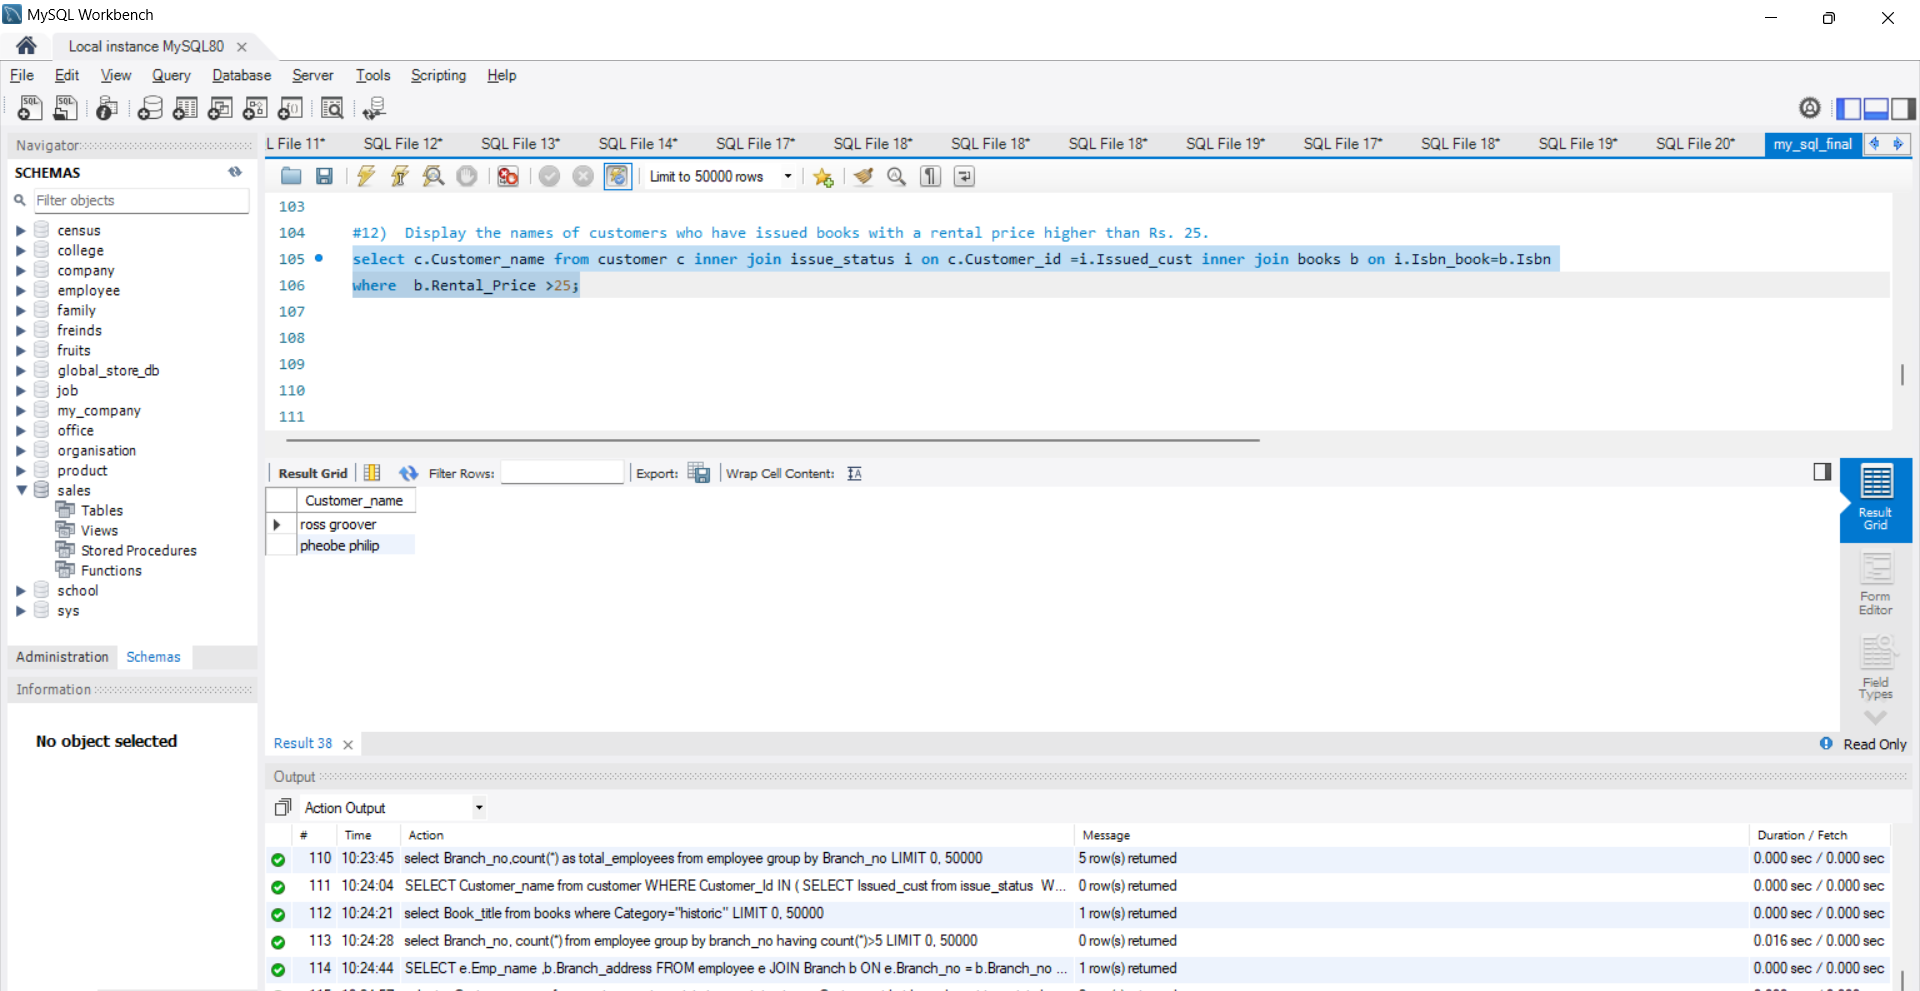 MySQL Workbench
Local instance MySQL80
File Edit View Query Database Server Tools Scripting Help
Navigator
SCHEMAS
Filter objects
census
college
company
employee
family
freinds
fruits
global_store_db
job
my_company
office
organisation
product
sales
Tables
Views
Stored Procedures
Functions
school
sys
Administration Schemas
Information
No object selected
L File 11* SQL File 12* SQL File 13* SQL File 14* SQL File 17* SQL File 18* SQL File 18* SQL File 18* SQL File 19* SQL File 17* SQL File 18* SQL File 19* SQL File 20* my_sql_final
Limit to 50000 rows
103
104 #12) Display the names of customers who have issued books with a rental price higher than Rs. 25.
105 select c.Customer_name from customer c inner join issue_status i on c.Customer_id =i.Issued_cust inner join books b on i.Isbn_book=b.Isbn
106 where b.Rental_Price >25;
107
108
109
110
111
Result Grid Filter Rows: Export: Wrap Cell Content:
Customer_name
ross groover
pheobe philip
Result Grid
Form Editor
Field Types
Result 38
Read Only
Output
Action Output
# Time Action Message Duration / Fetch
110 10:23:45 select Branch_no,count(*) as total_employees from employee group by Branch_no LIMIT 0, 50000 5 row(s) returned 0.000 sec / 0.000 sec
111 10:24:04 SELECT Customer_name from customer WHERE Customer_Id IN ( SELECT Issued_cust from issue_status W... 0 row(s) returned 0.000 sec / 0.000 sec
112 10:24:21 select Book_title from books where Category="historic" LIMIT 0, 50000 1 row(s) returned 0.000 sec / 0.000 sec
113 10:24:28 select Branch_no, count(*) from employee group by branch_no having count(*)>5 LIMIT 0, 50000 0 row(s) returned 0.016 sec / 0.000 sec
114 10:24:44 SELECT e.Emp_name ,b.Branch_address FROM employee e JOIN Branch b ON e.Branch_no = b.Branch_no ... 1 row(s) returned 0.000 sec / 0.000 sec